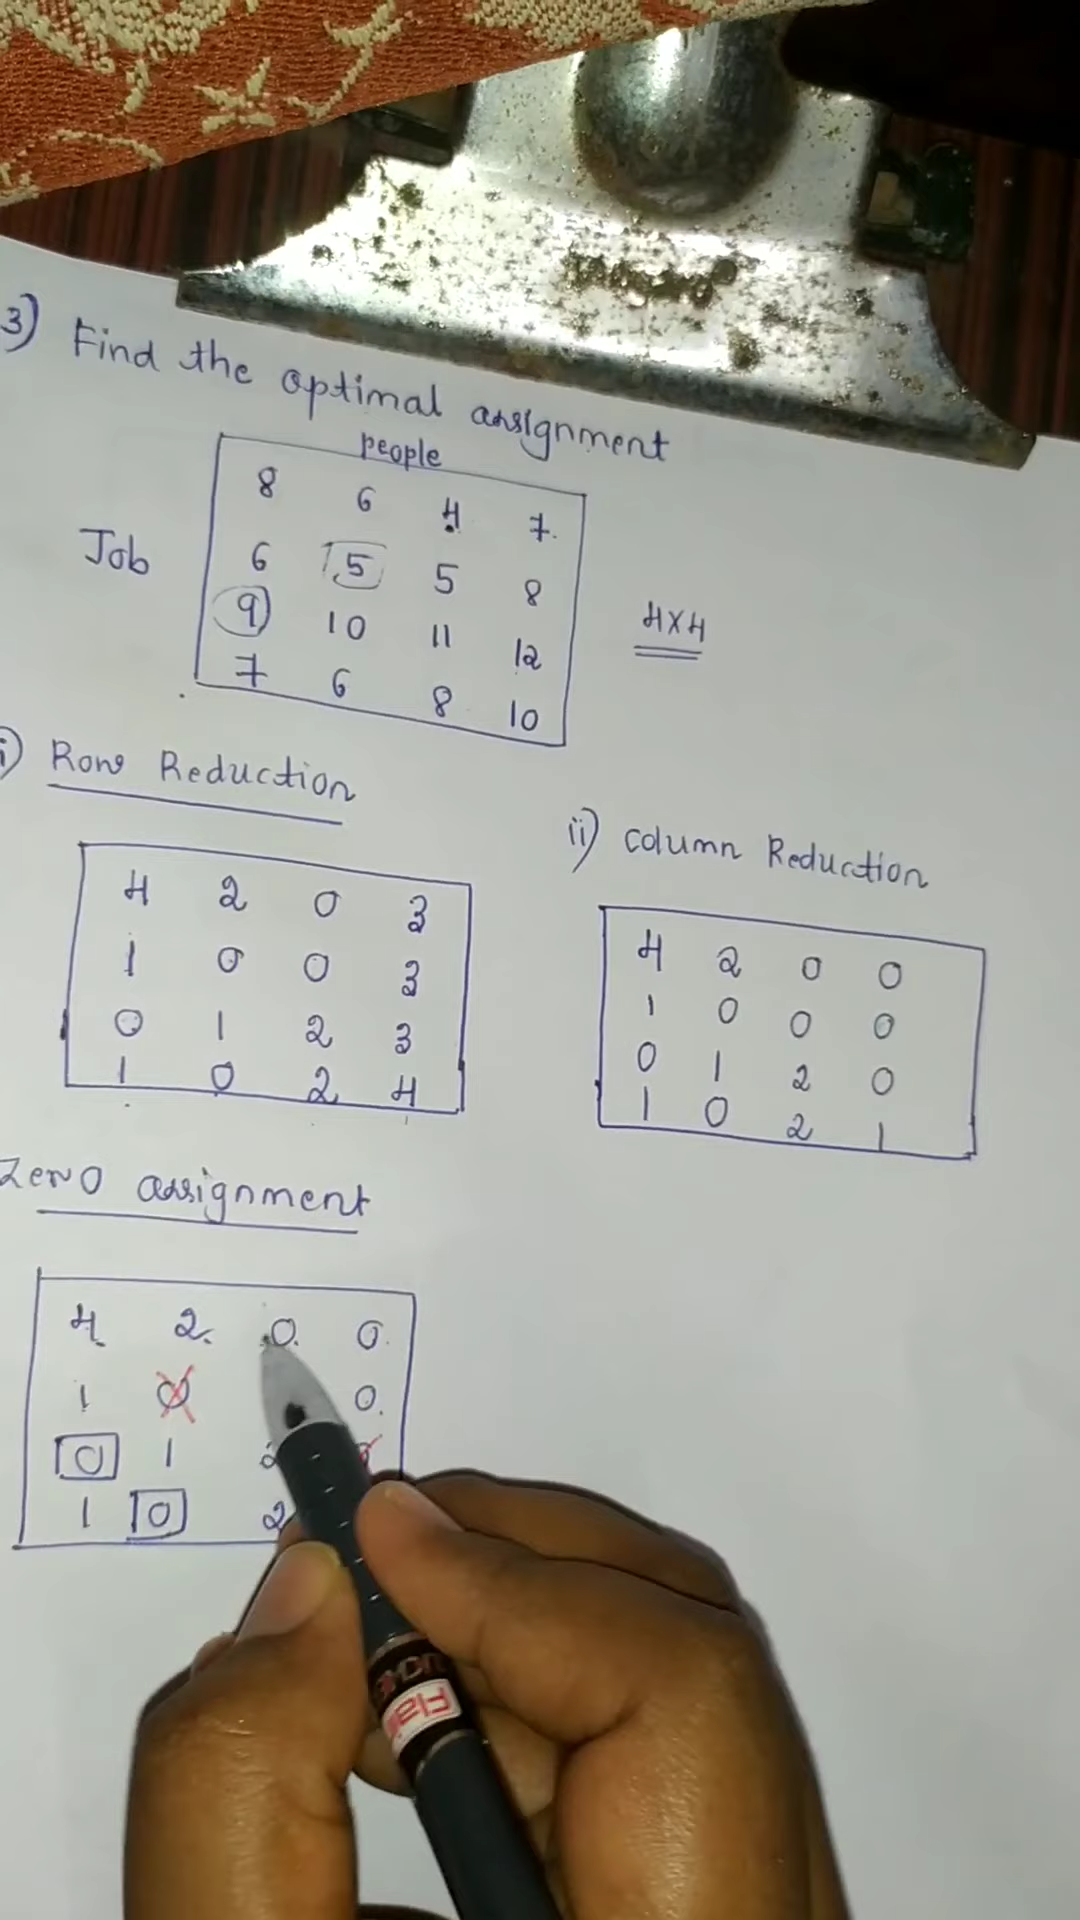 3) Find the optimal assignment
people
8 6 4 7
Job
6 5 5 8
9 10 11 12
4X4
7 6 8 10
i) Row Reduction
4 2 0 3
1 0 0 3
0 1 2 3
1 0 2 4
ii) Column Reduction
4 2 0 0
1 0 0 0
0 1 2 0
1 0 2 1
Zero assignment
4 2 0 0
1 0 0
0 1 2 0
1 0 2
Flair